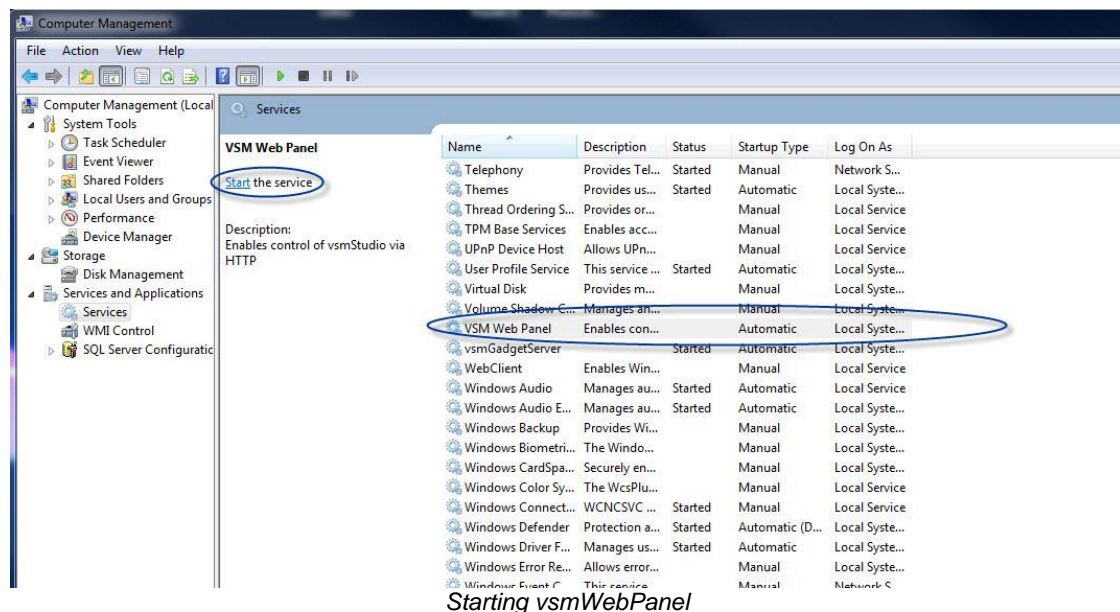 Computer Management
File Action View Help
Computer Management (Local
System Tools
Task Scheduler
Event Viewer
Shared Folders
Local Users and Groups
Performance
Device Manager
Storage
Disk Management
Services and Applications
Services
WMI Control
SQL Server Configuratic
Services
VSM Web Panel
Start the service
Description:
Enables control of vsmStudio via
HTTP
Name Description Status Startup Type Log On As
Telephony Provides Tel... Started Manual Network S...
Themes Provides us... Started Automatic Local Syste...
Thread Ordering S... Provides or... Manual Local Service
TPM Base Services Enables acc... Manual Local Service
UPnP Device Host Allows UPn... Manual Local Service
User Profile Service This service ... Started Automatic Local Syste...
Virtual Disk Provides m... Manual Local Syste...
Volume Shadow C... Manages an... Manual Local Syste...
VSM Web Panel Enables con... Automatic Local Syste...
vsmGadgetServer Started Automatic Local Syste...
WebClient Enables Win... Manual Local Service
Windows Audio Manages au... Started Automatic Local Service
Windows Audio E... Manages au... Started Automatic Local Syste...
Windows Backup Provides Wi... Manual Local Syste...
Windows Biometri... The Windo... Manual Local Syste...
Windows CardSpa... Securely en... Manual Local Syste...
Windows Color Sy... The WcsPlu... Manual Local Service
Windows Connect... WCNCSVC ... Started Manual Local Service
Windows Defender Protection a... Started Automatic (D... Local Syste...
Windows Driver F... Manages us... Started Automatic Local Syste...
Windows Error Re... Allows error... Manual Local Syste...
Windows Event C... This service ... Manual Network S...
Starting vsmWebPanel